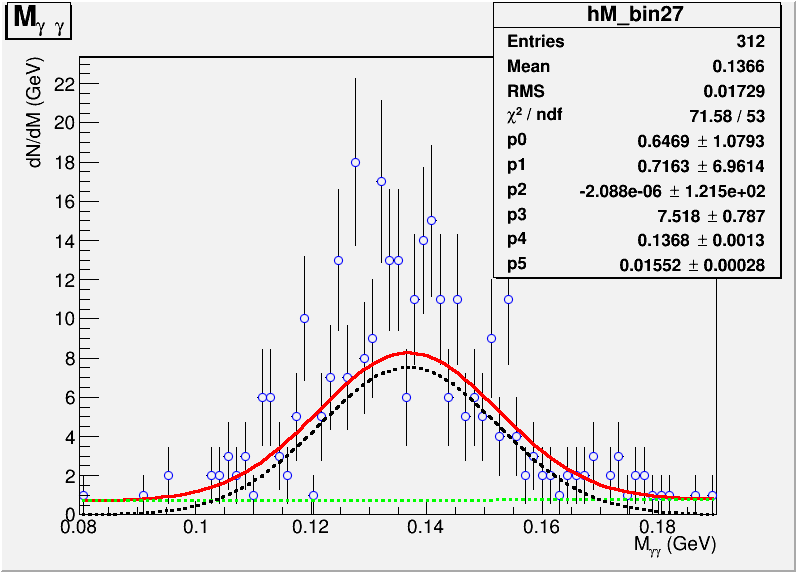 M γ γ
hM_bin27
Entries 312
Mean 0.1366
RMS 0.01729
χ² / ndf 71.58 / 53
p0 0.6469 ± 1.0793
p1 0.7163 ± 6.9614
p2 -2.088e-06 ± 1.215e+02
p3 7.518 ± 0.787
p4 0.1368 ± 0.0013
p5 0.01552 ± 0.00028
dN/dM (GeV)
22
20
18
16
14
12
10
8
6
4
2
0
0.08 0.1 0.12 0.14 0.16 0.18
Mγγ (GeV)